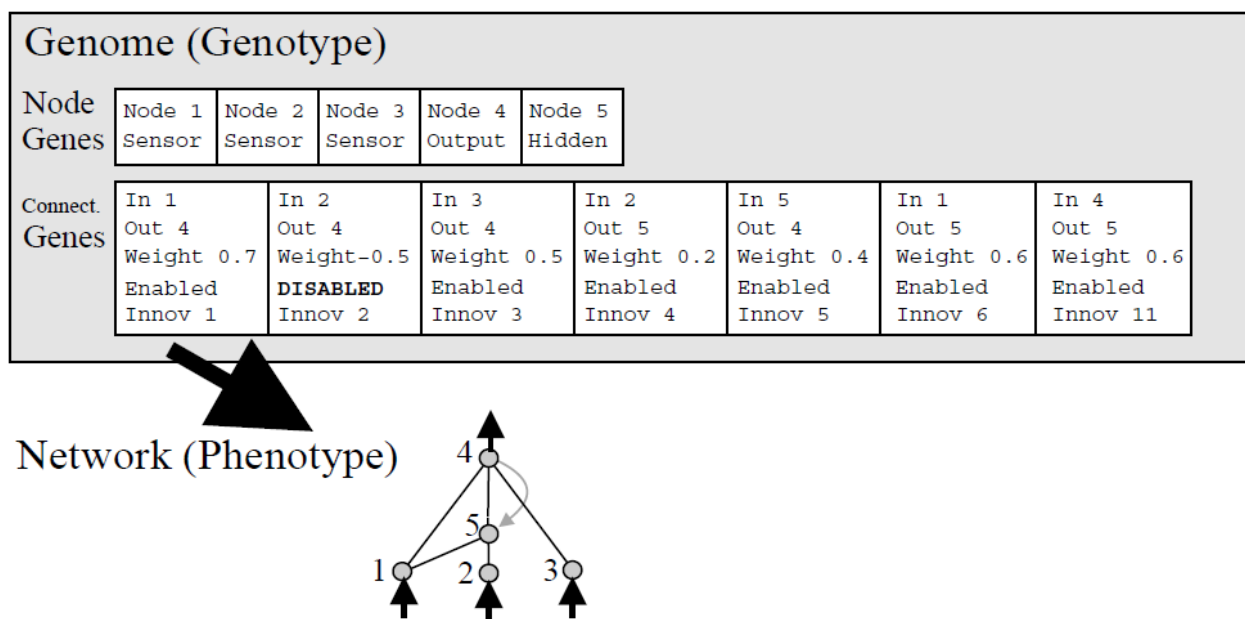 Genome (Genotype)
Node Genes
Node 1 Node 2 Node 3 Node 4 Node 5
Sensor Sensor Sensor Output Hidden
Connect. Genes
In 1 In 2 In 3 In 2 In 5 In 1 In 4
Out 4 Out 4 Out 4 Out 5 Out 4 Out 5 Out 5
Weight 0.7 Weight-0.5 Weight 0.5 Weight 0.2 Weight 0.4 Weight 0.6 Weight 0.6
Enabled DISABLED Enabled Enabled Enabled Enabled Enabled
Innov 1 Innov 2 Innov 3 Innov 4 Innov 5 Innov 6 Innov 11
Network (Phenotype)
4
5
1 2 3